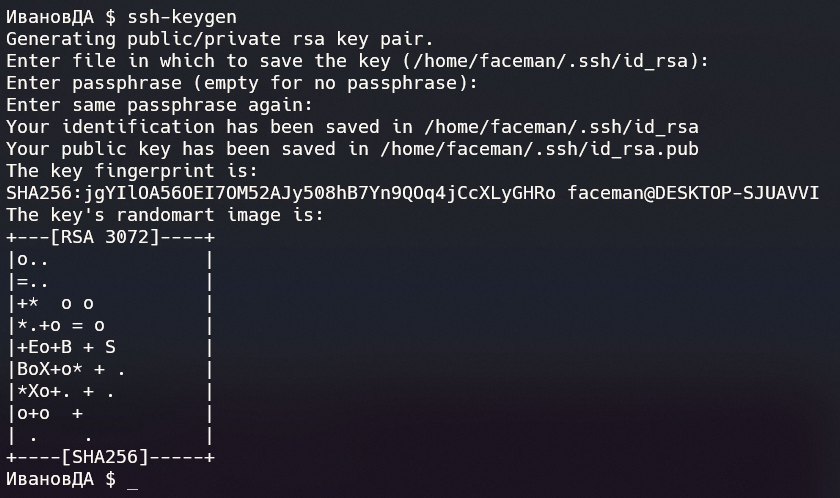 ИвановДА $ ssh-keygen
Generating public/private rsa key pair.
Enter file in which to save the key (/home/faceman/.ssh/id_rsa):
Enter passphrase (empty for no passphrase):
Enter same passphrase again:
Your identification has been saved in /home/faceman/.ssh/id_rsa
Your public key has been saved in /home/faceman/.ssh/id_rsa.pub
The key fingerprint is:
SHA256:jgYIlOA56OEI7OM52AJy508hB7Yn9QOq4jCcXLyGHRo faceman@DESKTOP-SJUAVVI
The key's randomart image is:
+---[RSA 3072]----+
|o..              |
|=..              |
|+*  o o          |
|*.+o = o         |
|+Eo+B + S        |
|BoX+o* + .       |
|*Xo+. + .        |
|o+o  +           |
| .    .          |
+----[SHA256]-----+
ИвановДА $ _